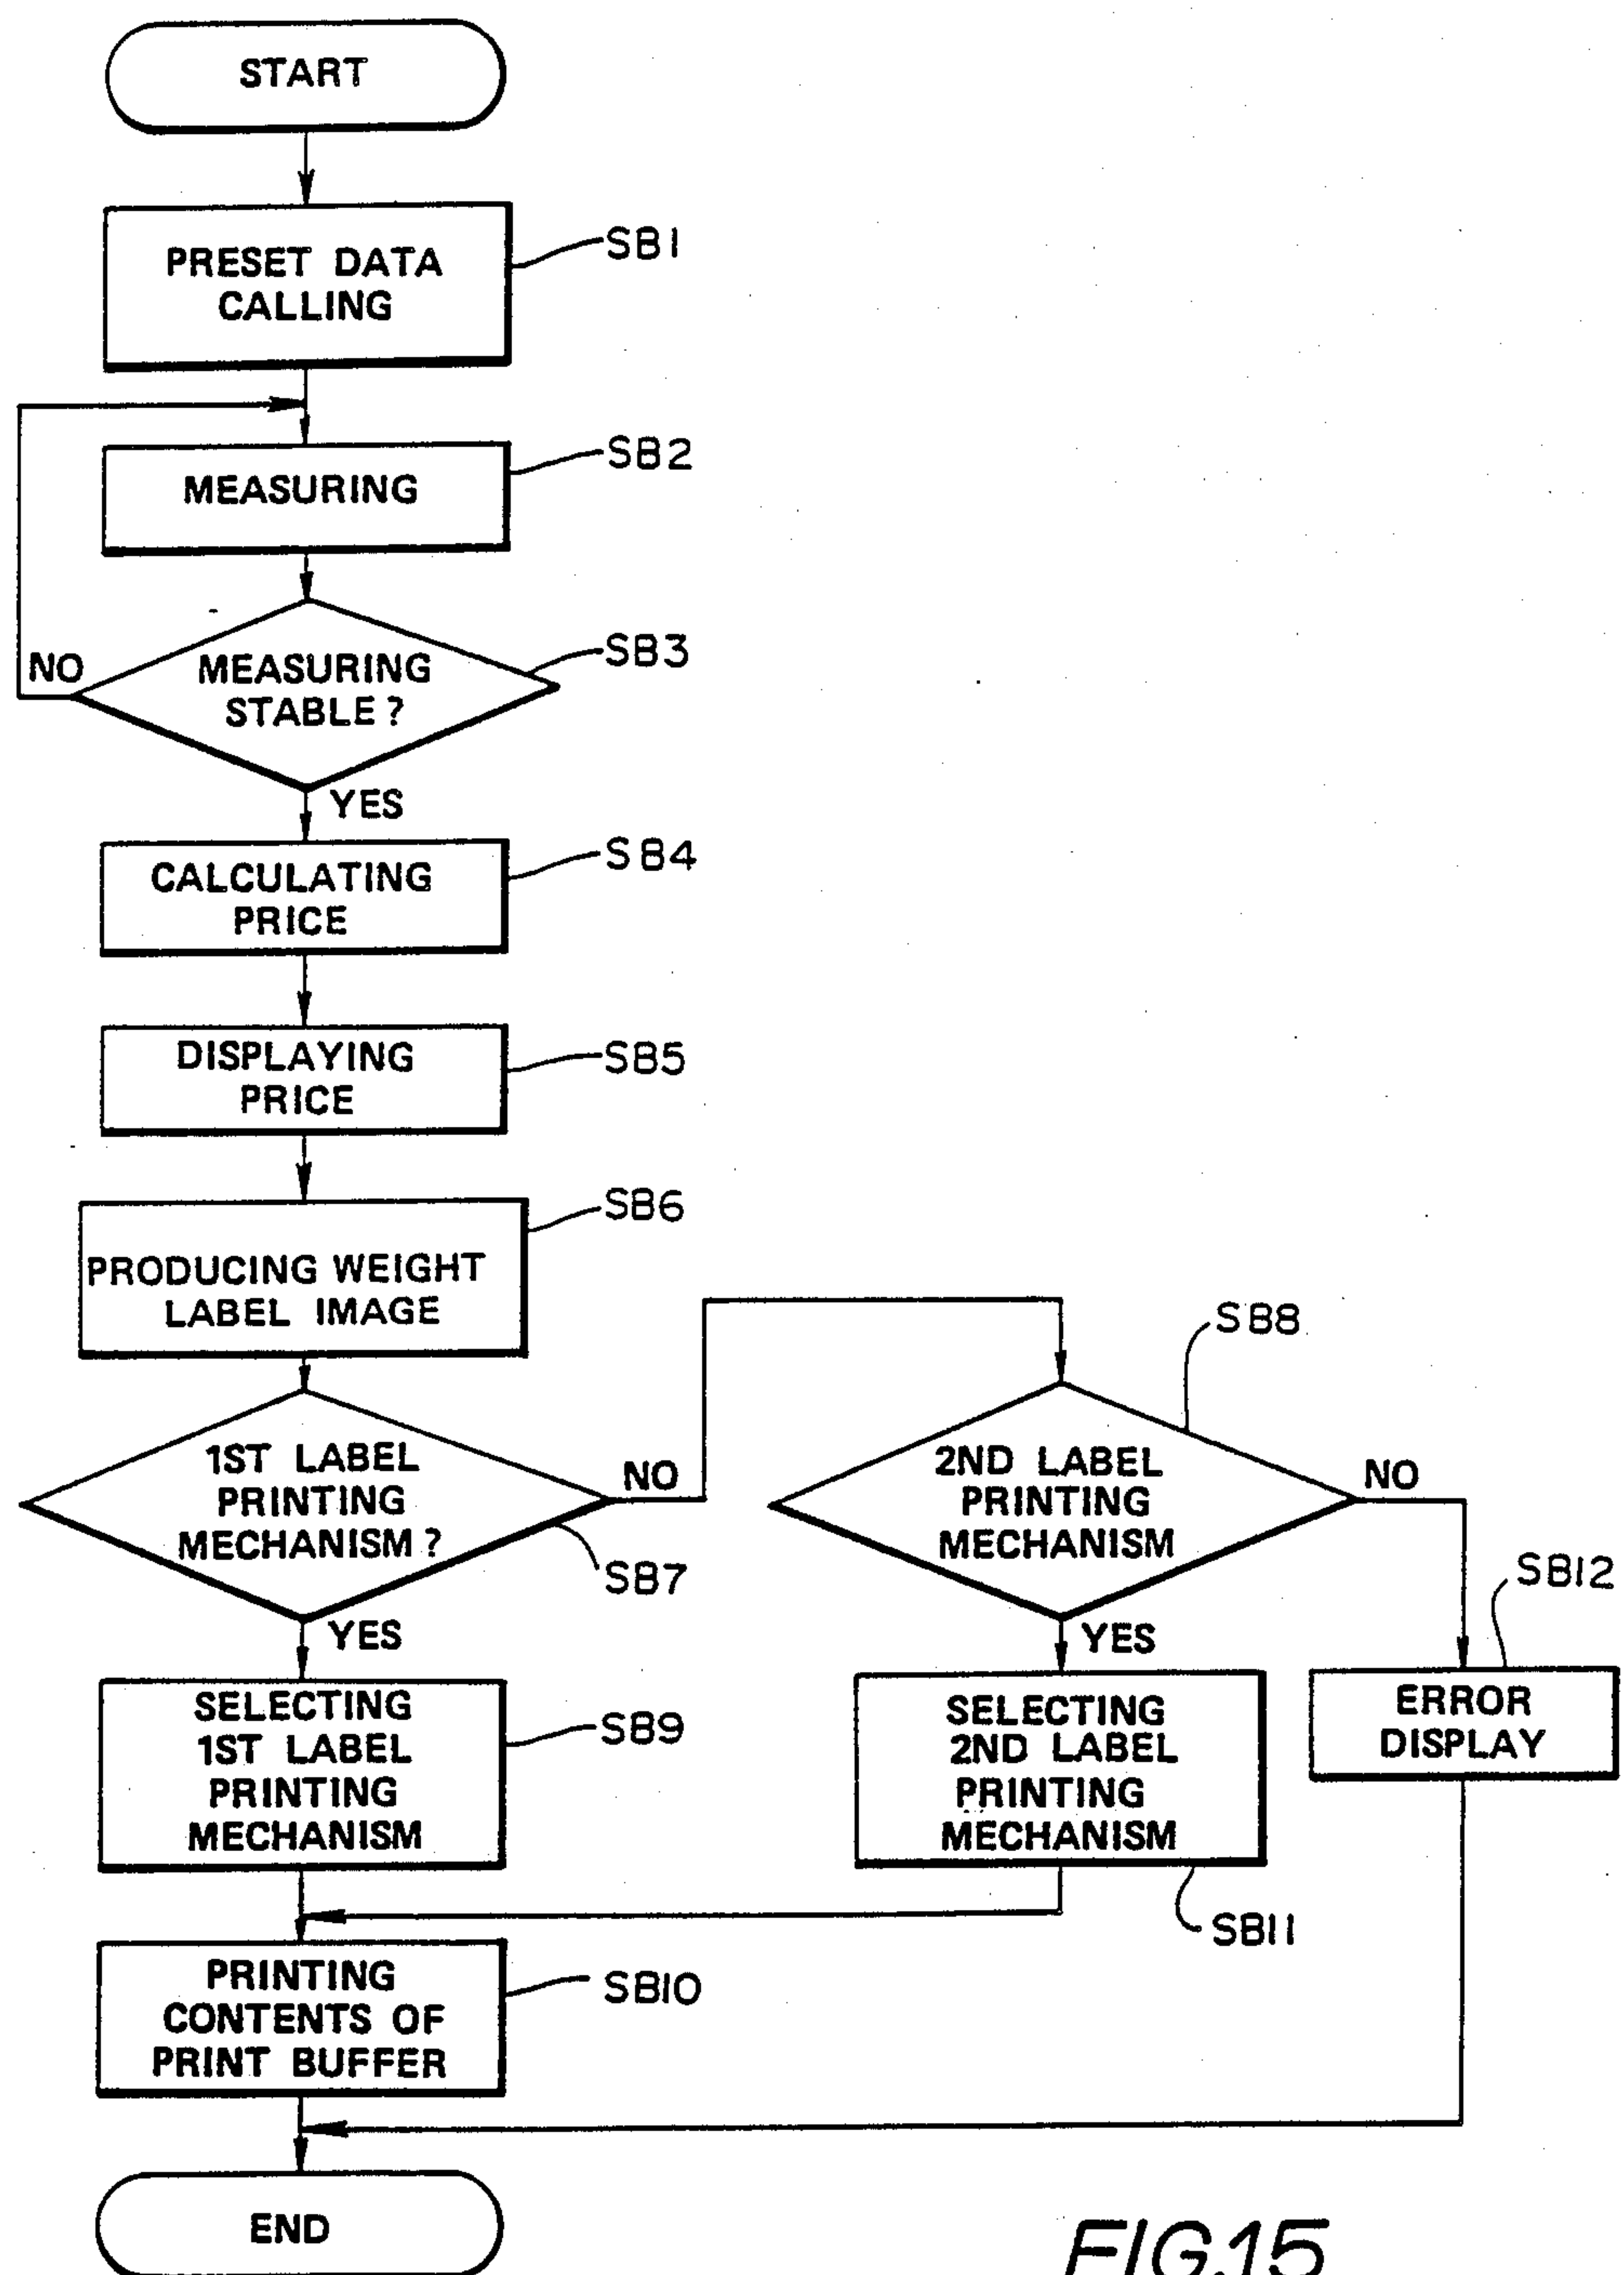 START
PRESET DATA
CALLING
SB1
MEASURING
SB2
MEASURING
STABLE?
SB3
NO
YES
CALCULATING
PRICE
SB4
DISPLAYING
PRICE
SB5
PRODUCING WEIGHT
LABEL IMAGE
SB6
1ST LABEL
PRINTING
MECHANISM?
SB7
NO
YES
2ND LABEL
PRINTING
MECHANISM
SB8
NO
YES
SELECTING
1ST LABEL
PRINTING
MECHANISM
SB9
SELECTING
2ND LABEL
PRINTING
MECHANISM
SB11
ERROR
DISPLAY
SB12
PRINTING
CONTENTS OF
PRINT BUFFER
SB10
END
FIG.15